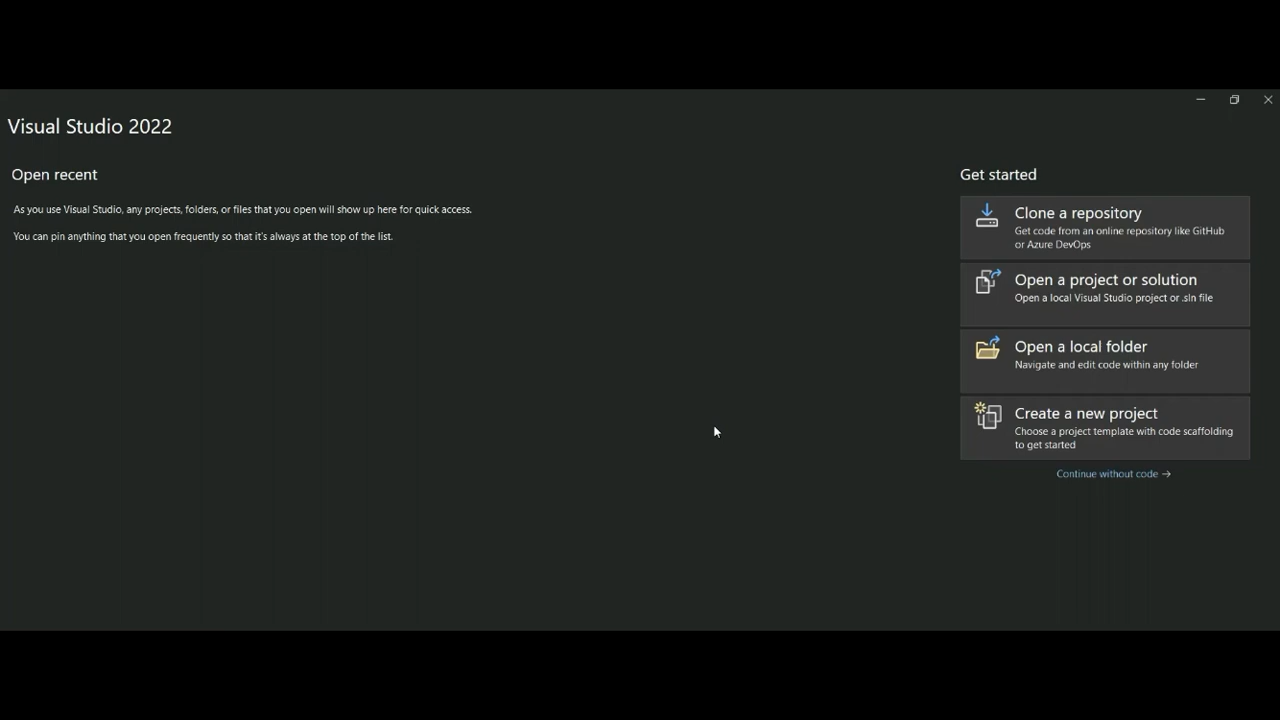 Visual Studio 2022
Open recent
As you use Visual Studio, any projects, folders, or files that you open will show up here for quick access.
You can pin anything that you open frequently so that it's always at the top of the list.
Get started
Clone a repository
Get code from an online repository like GitHub
or Azure DevOps
Open a project or solution
Open a local Visual Studio project or .sln file
Open a local folder
Navigate and edit code within any folder
Create a new project
Choose a project template with code scaffolding
to get started
Continue without code →